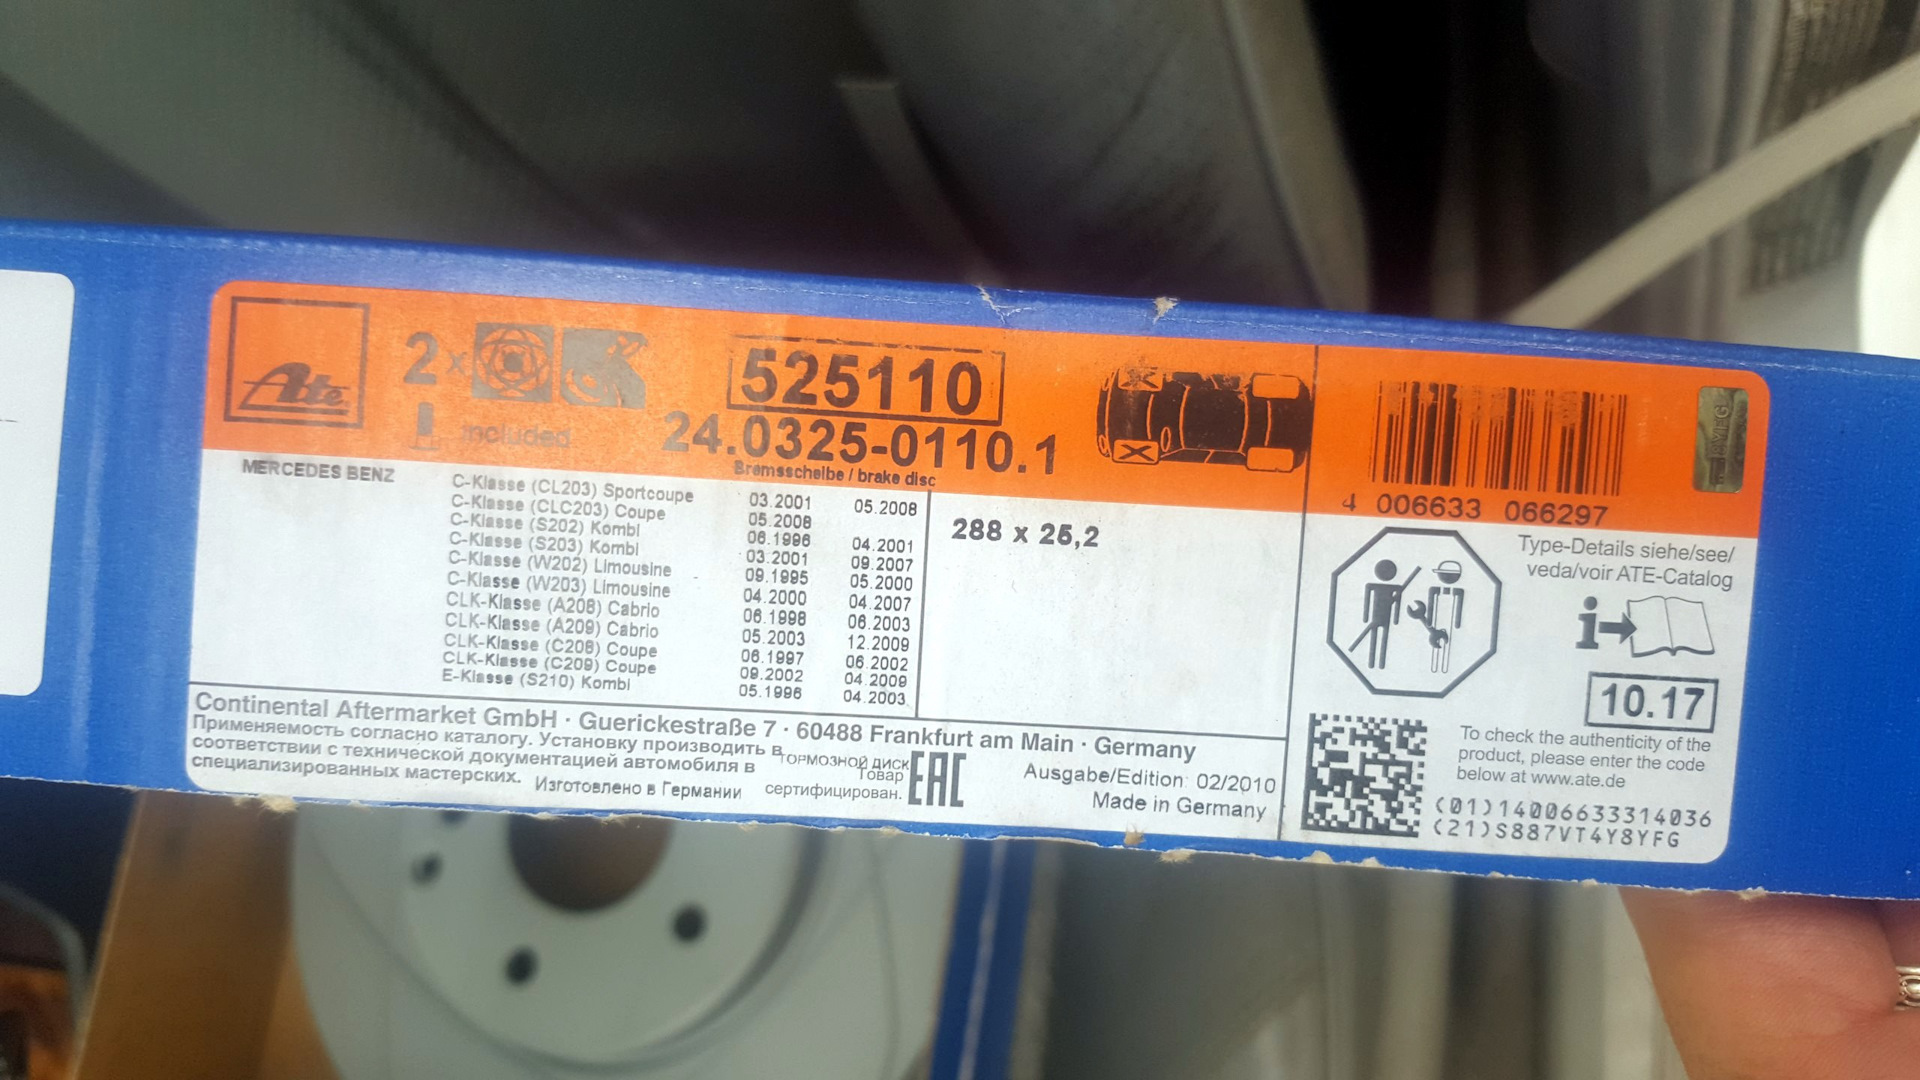 Ate
2x
included
525110
24.0325-0110.1
Bremsscheibe / brake disc
4 006633 066297
MERCEDES BENZ
C-Klasse (CL203) Sportcoupe 03.2001 05.2008
C-Klasse (CLC203) Coupe 05.2008
C-Klasse (S202) Kombi 06.1996 04.2001
C-Klasse (S203) Kombi 03.2001 09.2007
C-Klasse (W202) Limousine 09.1995 05.2000
C-Klasse (W203) Limousine 04.2000 04.2007
CLK-Klasse (A208) Cabrio 06.1998 06.2003
CLK-Klasse (A209) Cabrio 05.2003 12.2009
CLK-Klasse (C208) Coupe 06.1997 06.2002
CLK-Klasse (C209) Coupe 09.2002 04.2009
E-Klasse (S210) Kombi 05.1996 04.2003
288 x 25,2
Type-Details siehe/see/
veda/voir ATE-Catalog
10.17
Continental Aftermarket GmbH · Guerickestraße 7 · 60488 Frankfurt am Main · Germany
Применяемость согласно каталогу. Установку производить в
соответствии с технической документацией автомобиля в
специализированных мастерских.
Изготовлено в Германии
ТОРМОЗНОЙ ДИСК
Товар
сертифицирован.
EAC
Ausgabe/Edition: 02/2010
Made in Germany
To check the authenticity of the
product, please enter the code
below at www.ate.de
(01)14006633314036
(21)S887VT4Y8YFG